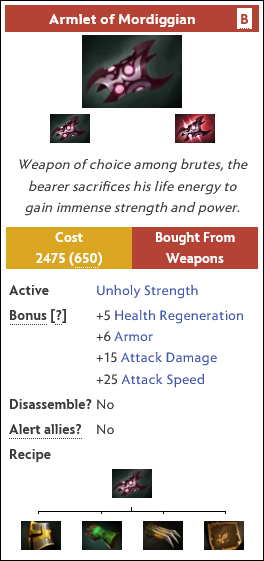 Armlet of Mordiggian B
Weapon of choice among brutes, the
bearer sacrifices his life energy to
gain immense strength and power.
Cost
2475 (650)
Bought From
Weapons
Active Unholy Strength
Bonus [?] +5 Health Regeneration
+6 Armor
+15 Attack Damage
+25 Attack Speed
Disassemble? No
Alert allies? No
Recipe